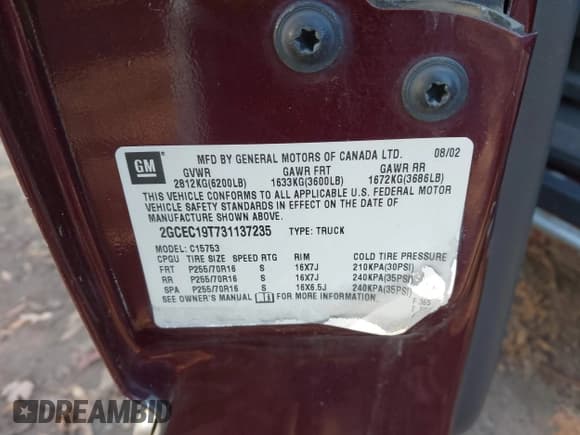 GM
MFD BY GENERAL MOTORS OF CANADA LTD. 08/02
GVWR GAWR FRT GAWR RR
2812KG(6200LB) 1633KG(3600LB) 1672KG(3686LB)
THIS VEHICLE CONFORMS TO ALL APPLICABLE U.S. FEDERAL MOTOR
VEHICLE SAFETY STANDARDS IN EFFECT ON THE DATE OF
MANUFACTURE SHOWN ABOVE.
2GCEC19T731137235 TYPE: TRUCK
MODEL: C15753
CPGU TIRE SIZE SPEED RTG RIM COLD TIRE PRESSURE
FRT P255/70R16 S 16X7J 210KPA(30PSI)
RR P255/70R16 S 16X7J 240KPA(35PSI)
SPA P255/70R16 S 16X6.5J 240KPA(35PSI)
SEE OWNER'S MANUAL FOR MORE INFORMATION
DREAMBID